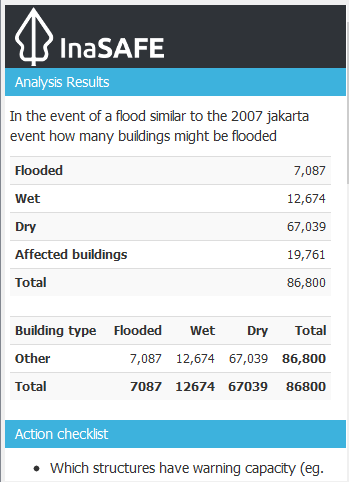 InaSAFE
Analysis Results
In the event of a flood similar to the 2007 jakarta
event how many buildings might be flooded
Flooded 7,087
Wet 12,674
Dry 67,039
Affected buildings 19,761
Total 86,800
Building type Flooded Wet Dry Total
Other 7,087 12,674 67,039 86,800
Total 7087 12674 67039 86800
Action checklist
• Which structures have warning capacity (eg.